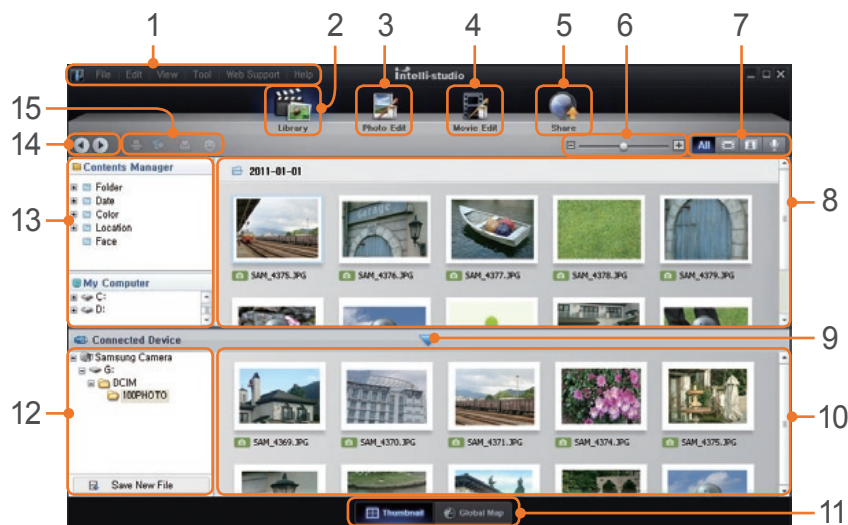 1 2 3 4 5 6 7
File Edit View Tool Web Support Help
intelli-studio
Library Photo Edit Movie Edit Share
15
14
All
Contents Manager
2011-01-01
Folder
Date
Color
Location
Face
13
8
SAM_4375.JPG SAM_4376.JPG SAM_4377.JPG SAM_4378.JPG SAM_4379.JPG
My Computer
C:
D:
Connected Device
9
Samsung Camera
G:
DCIM
100PHOTO
12
10
SAM_4369.JPG SAM_4370.JPG SAM_4371.JPG SAM_4374.JPG SAM_4375.JPG
Save New File
Thumbnail Global Map
11